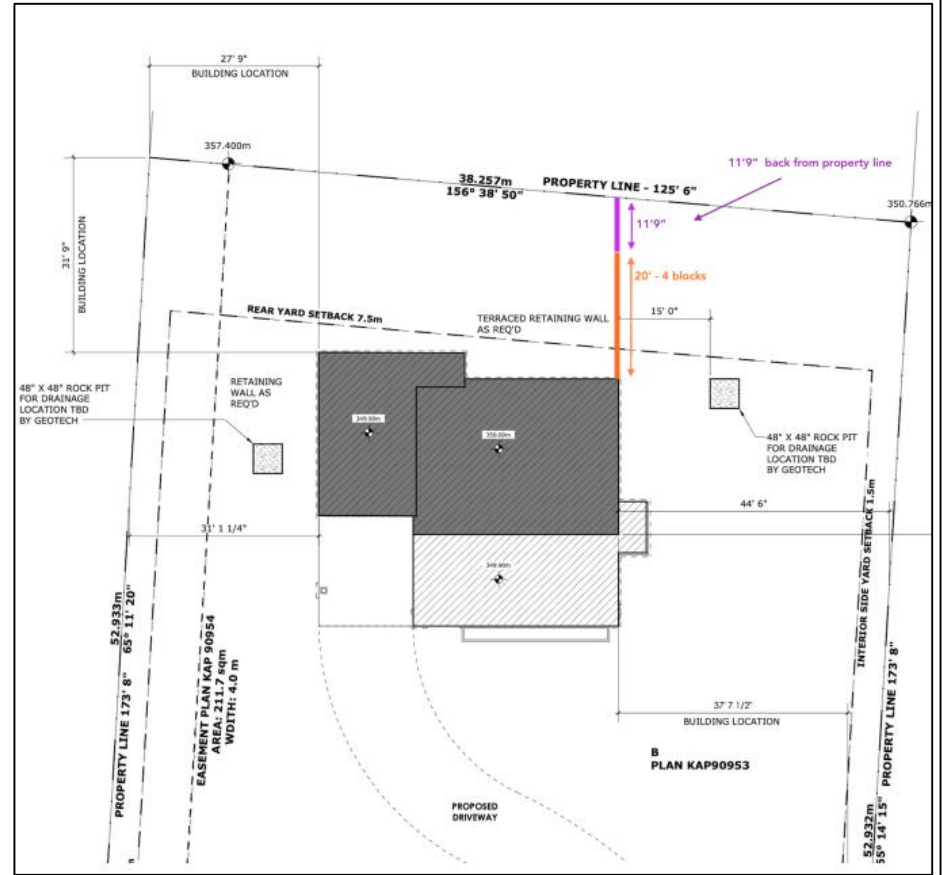 27' 9"
BUILDING LOCATION
357.400m
38.257m
156° 38' 50"
PROPERTY LINE - 125' 6"
11'9" back from property line
350.766m
11'9"
31' 9"
BUILDING LOCATION
20' - 4 blocks
REAR YARD SETBACK 7.5m
TERRACED RETAINING WALL
AS REQ'D
15' 0"
48" X 48" ROCK PIT
FOR DRAINAGE
LOCATION TBD
BY GEOTECH
RETAINING
WALL AS
REQ'D
349.90m
350.00m
48" X 48" ROCK PIT
FOR DRAINAGE
LOCATION TBD
BY GEOTECH
31' 1 1/4"
44' 6"
349.90m
INTERIOR SIDE YARD SETBACK 1.5m
52.933m
65° 11' 20"
PROPERTY LINE 173' 8"
EASEMENT PLAN KAP 90954
AREA: 211.7 sqm
WDITH: 4.0 m
37' 7 1/2"
BUILDING LOCATION
PROPERTY LINE 173' 8"
52.932m
65° 14' 15"
B
PLAN KAP90953
PROPOSED
DRIVEWAY